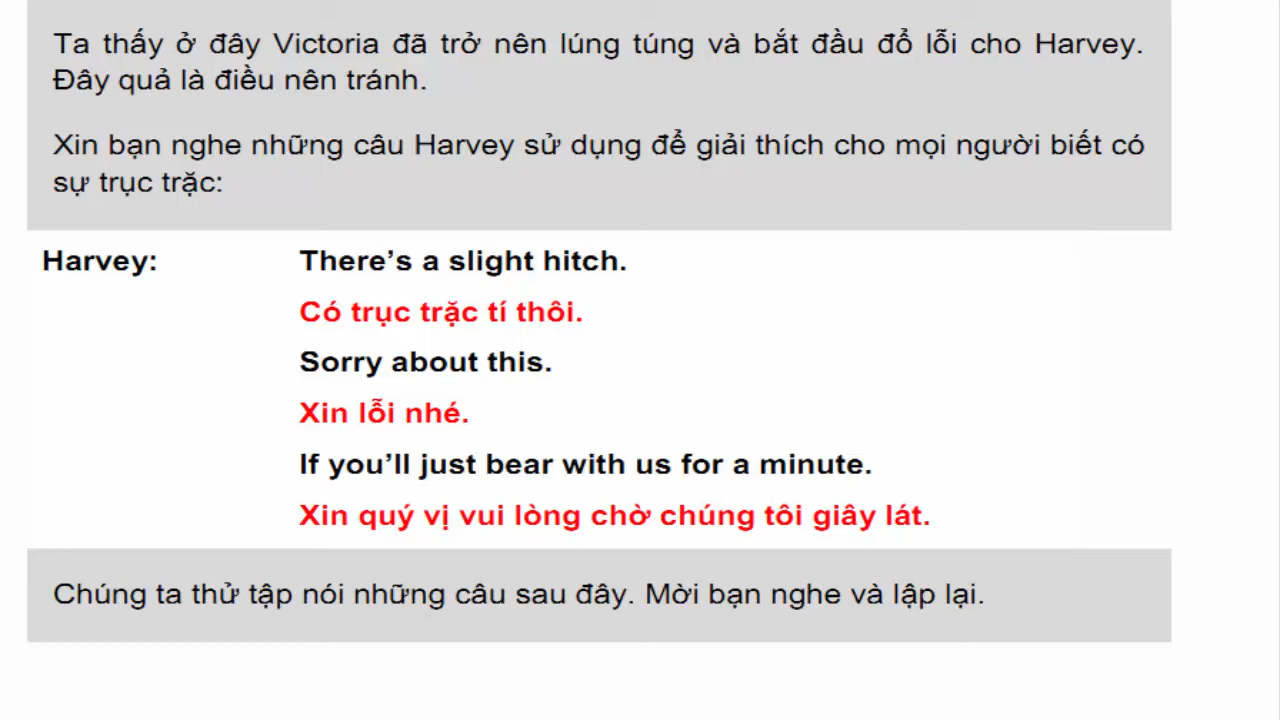 Ta thấy ở đây Victoria đã trở nên lúng túng và bắt đầu đổ lỗi cho Harvey.
Đây quả là điều nên tránh.
Xin bạn nghe những câu Harvey sử dụng để giải thích cho mọi người biết có
sự trục trặc:
Harvey: There's a slight hitch.
Có trục trặc tí thôi.
Sorry about this.
Xin lỗi nhé.
If you'll just bear with us for a minute.
Xin quý vị vui lòng chờ chúng tôi giây lát.
Chúng ta thử tập nói những câu sau đây. Mời bạn nghe và lập lại.